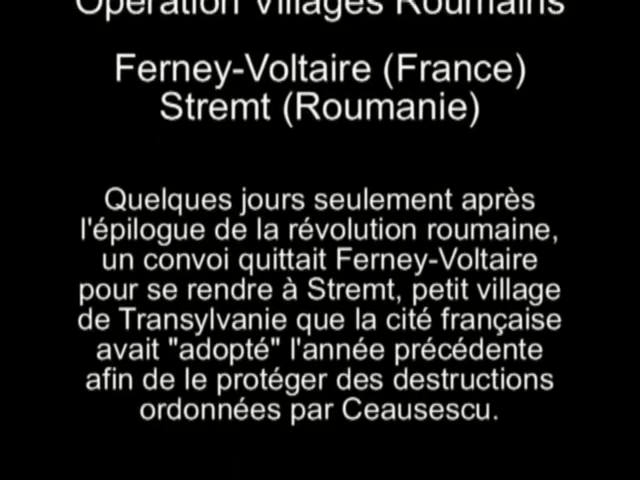 Opération Villages Roumains
Ferney-Voltaire (France)
Stremt (Roumanie)
Quelques jours seulement après
l'épilogue de la révolution roumaine,
un convoi quittait Ferney-Voltaire
pour se rendre à Stremt, petit village
de Transylvanie que la cité française
avait "adopté" l'année précédente
afin de le protéger des destructions
ordonnées par Ceausescu.